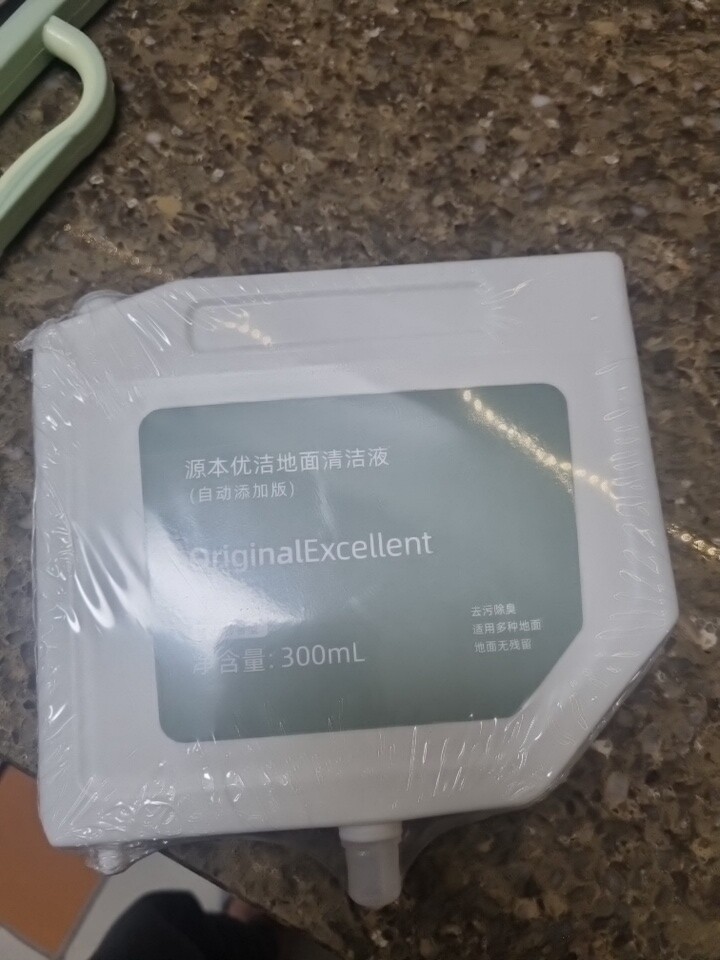 源本优洁地面清洁液
(自动添加版)
OriginalExcellent
净含量:300mL
去污除臭
适用多种地面
地面无残留